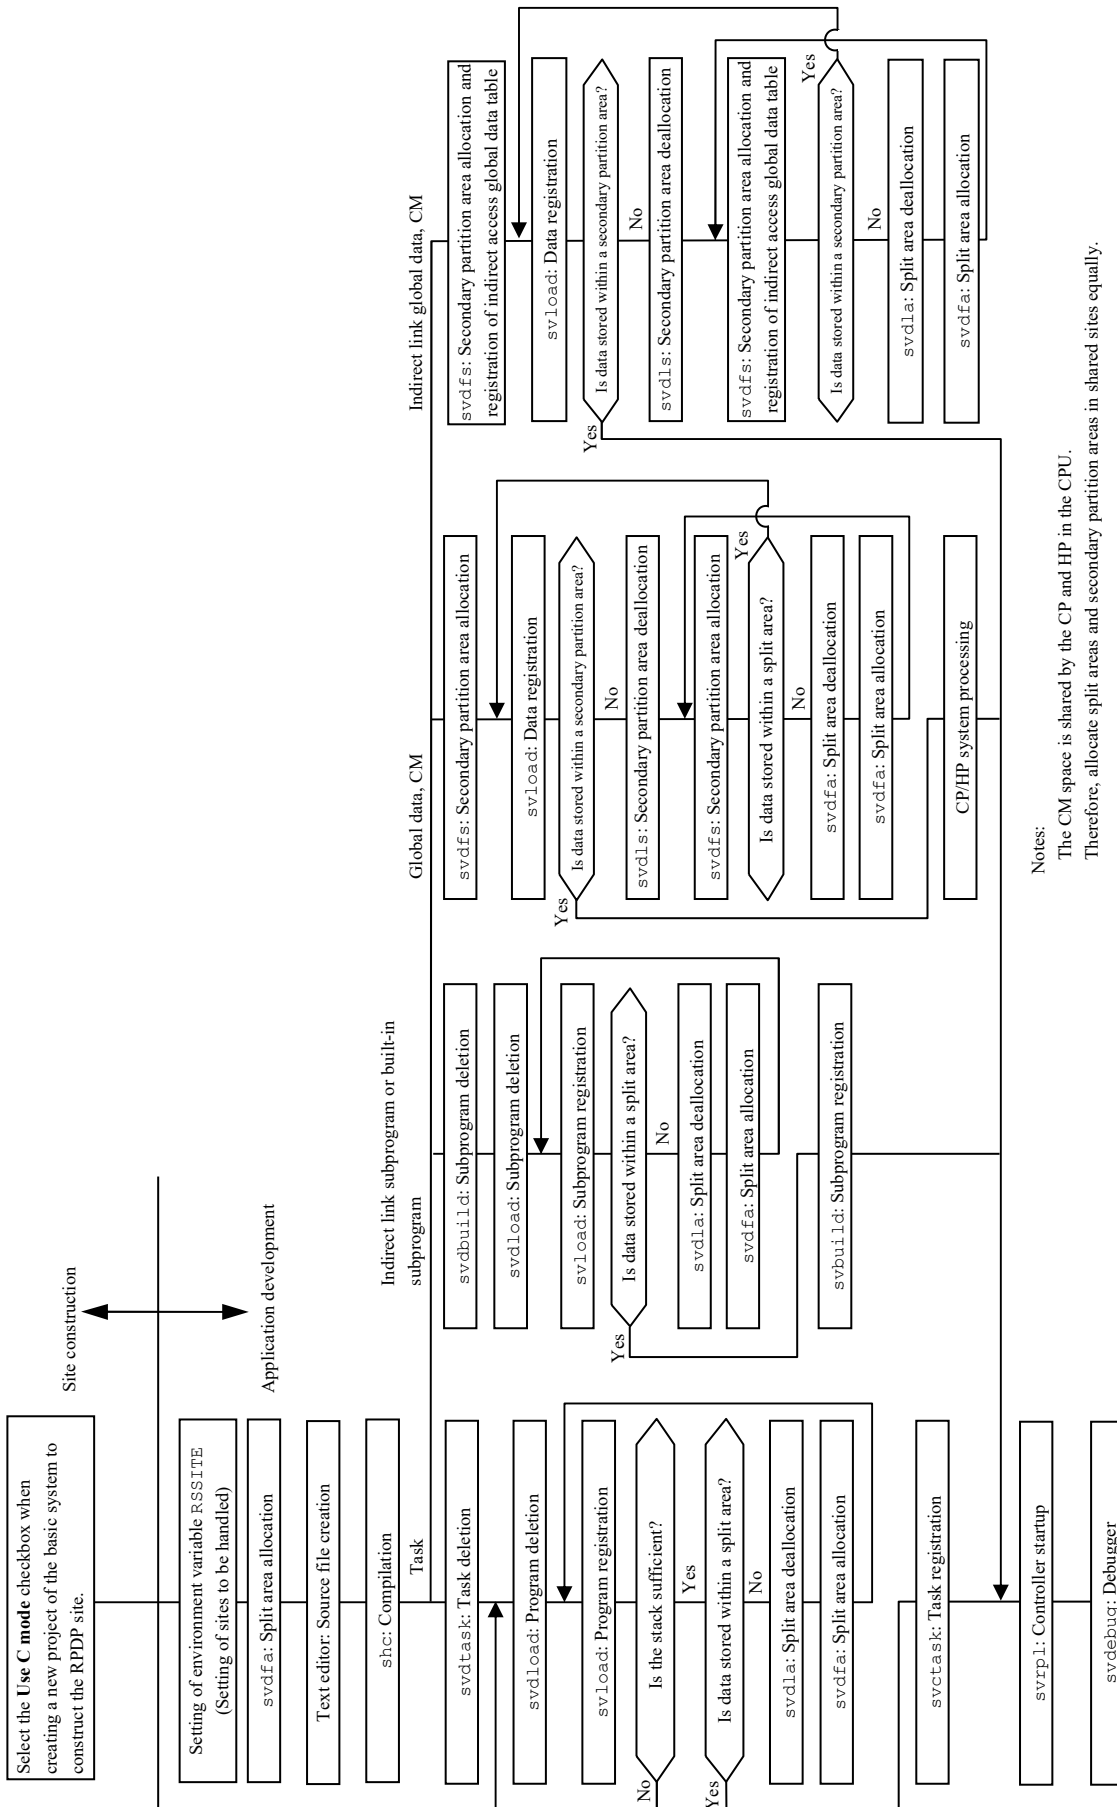 Select the Use C mode checkbox when
creating a new project of the basic system to
construct the RPDP site.
Site construction
Application development
Setting of environment variable RSSITE
(Setting of sites to be handled)
svdfa: Split area allocation
Text editor: Source file creation
shc: Compilation
Task
svdtask: Task deletion
svdload: Program deletion
svload: Program registration
Is the stack sufficient?
No
Yes
Is data stored within a split area?
Yes
No
svdla: Split area deallocation
svdfa: Split area allocation
svctask: Task registration
svrpl: Controller startup
svdebug: Debugger
Indirect link subprogram or built-in
subprogram
svdbuild: Subprogram deletion
svdload: Subprogram deletion
svload: Subprogram registration
Is data stored within a split area?
Yes
No
svdla: Split area deallocation
svdfa: Split area allocation
svbuild: Subprogram registration
Global data, CM
svdfs: Secondary partition area allocation
svload: Data registration
Is data stored within a secondary partition area?
Yes
No
svdls: Secondary partition area deallocation
svdfs: Secondary partition area allocation
Yes
Is data stored within a split area?
No
svdfa: Split area deallocation
svdfa: Split area allocation
CP/HP system processing
Indirect link global data, CM
svdfs: Secondary partition area allocation and
registration of indirect access global data table
svload: Data registration
Is data stored within a secondary partition area?
Yes
No
svdls: Secondary partition area deallocation
svdfs: Secondary partition area allocation and
registration of indirect access global data table
Yes
Is data stored within a secondary partition area?
No
svdla: Split area deallocation
svdfa: Split area allocation
Notes:
The CM space is shared by the CP and HP in the CPU.
Therefore, allocate split areas and secondary partition areas in shared sites equally.